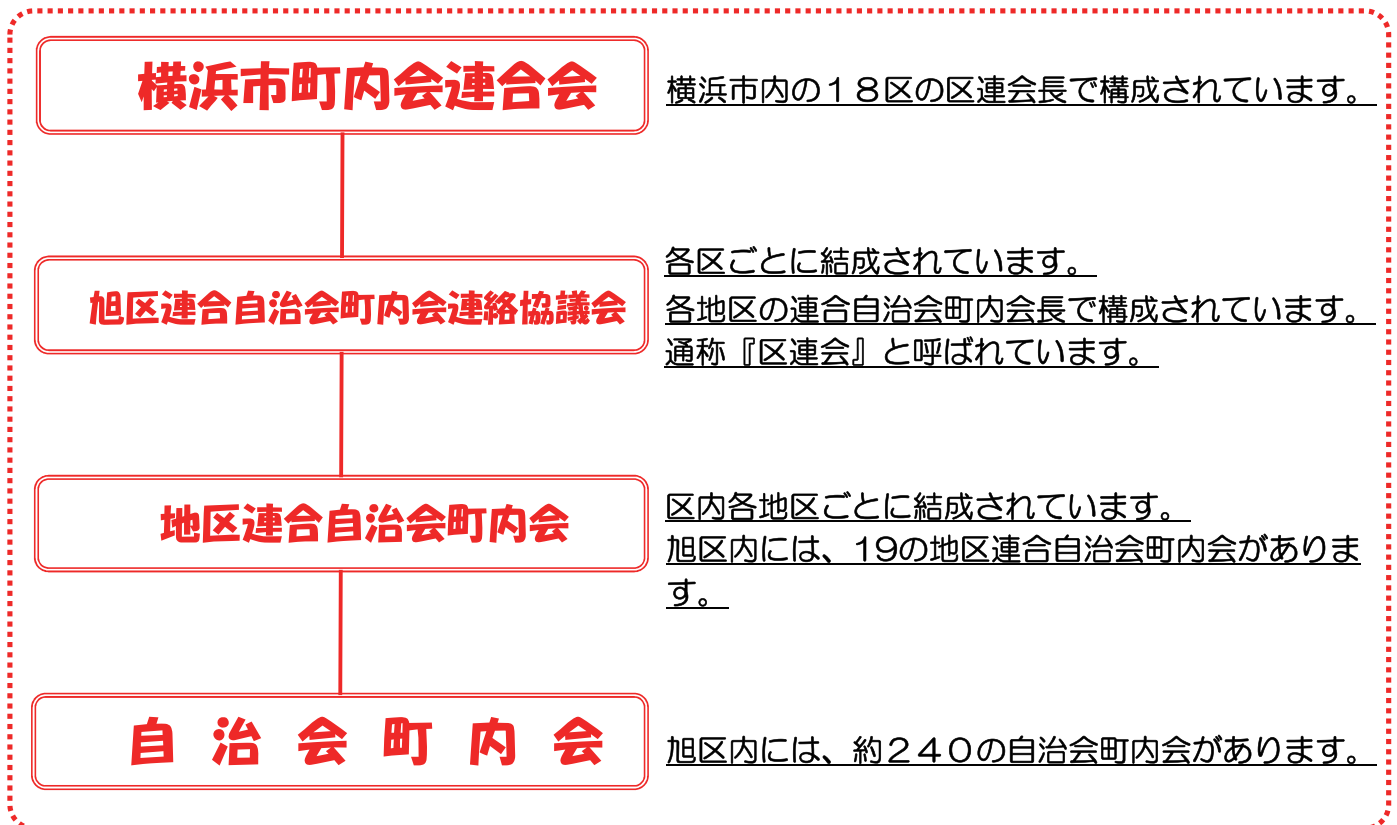 横浜市町内会連合会
横浜市内の１８区の区連会長で構成されています。
旭区連合自治会町内会連絡協議会
各区ごとに結成されています。
各地区の連合自治会町内会長で構成されています。
通称『区連会』と呼ばれています。
地区連合自治会町内会
区内各地区ごとに結成されています。
旭区内には、19の地区連合自治会町内会がありま
す。
自治会町内会
旭区内には、約２４０の自治会町内会があります。